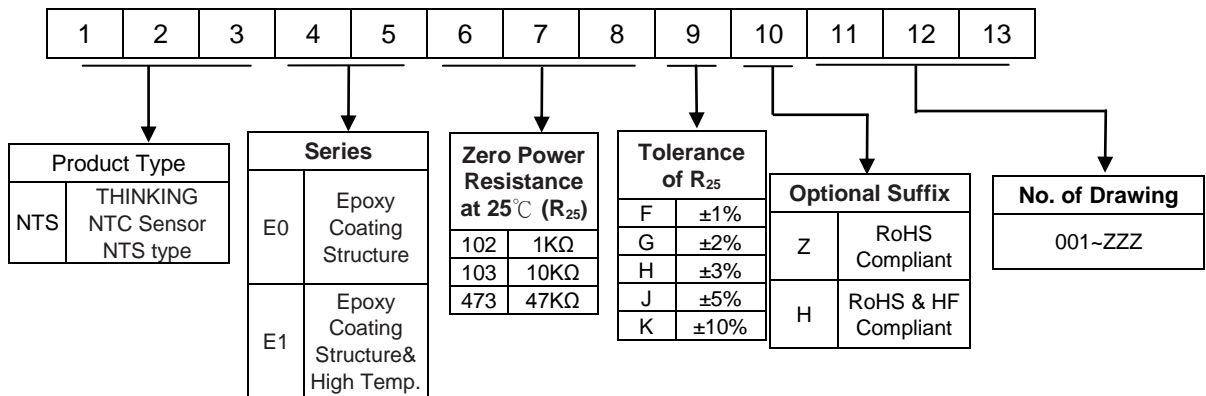 1 2 3 4 5 6 7 8 9 10 11 12 13
Product Type
NTS
THINKING
NTC Sensor
NTS type
Series
E0
Epoxy
Coating
Structure
E1
Epoxy
Coating
Structure&
High Temp.
Zero Power
Resistance
at 25℃ (R25)
102 1KΩ
103 10KΩ
473 47KΩ
Tolerance
of R25
F ±1%
G ±2%
H ±3%
J ±5%
K ±10%
Optional Suffix
Z
RoHS
Compliant
H
RoHS & HF
Compliant
No. of Drawing
001~ZZZ